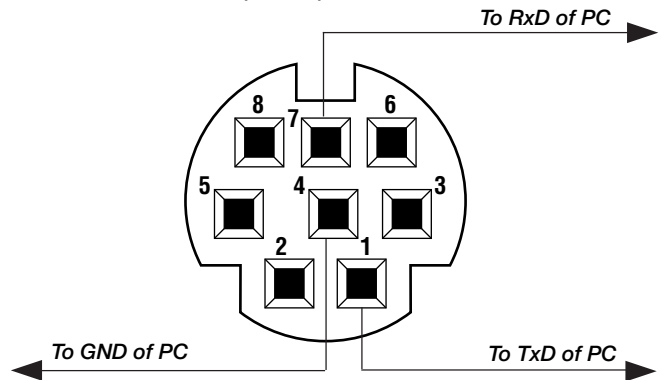 To RxD of PC
8 7 6
5 4 3
2 1
To GND of PC To TxD of PC